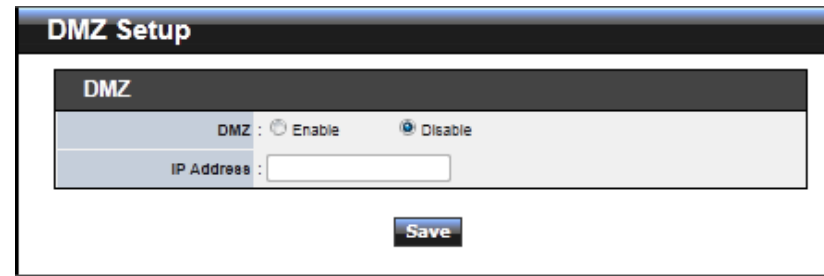 DMZ Setup
DMZ
DMZ : Enable Disable
IP Address :
Save